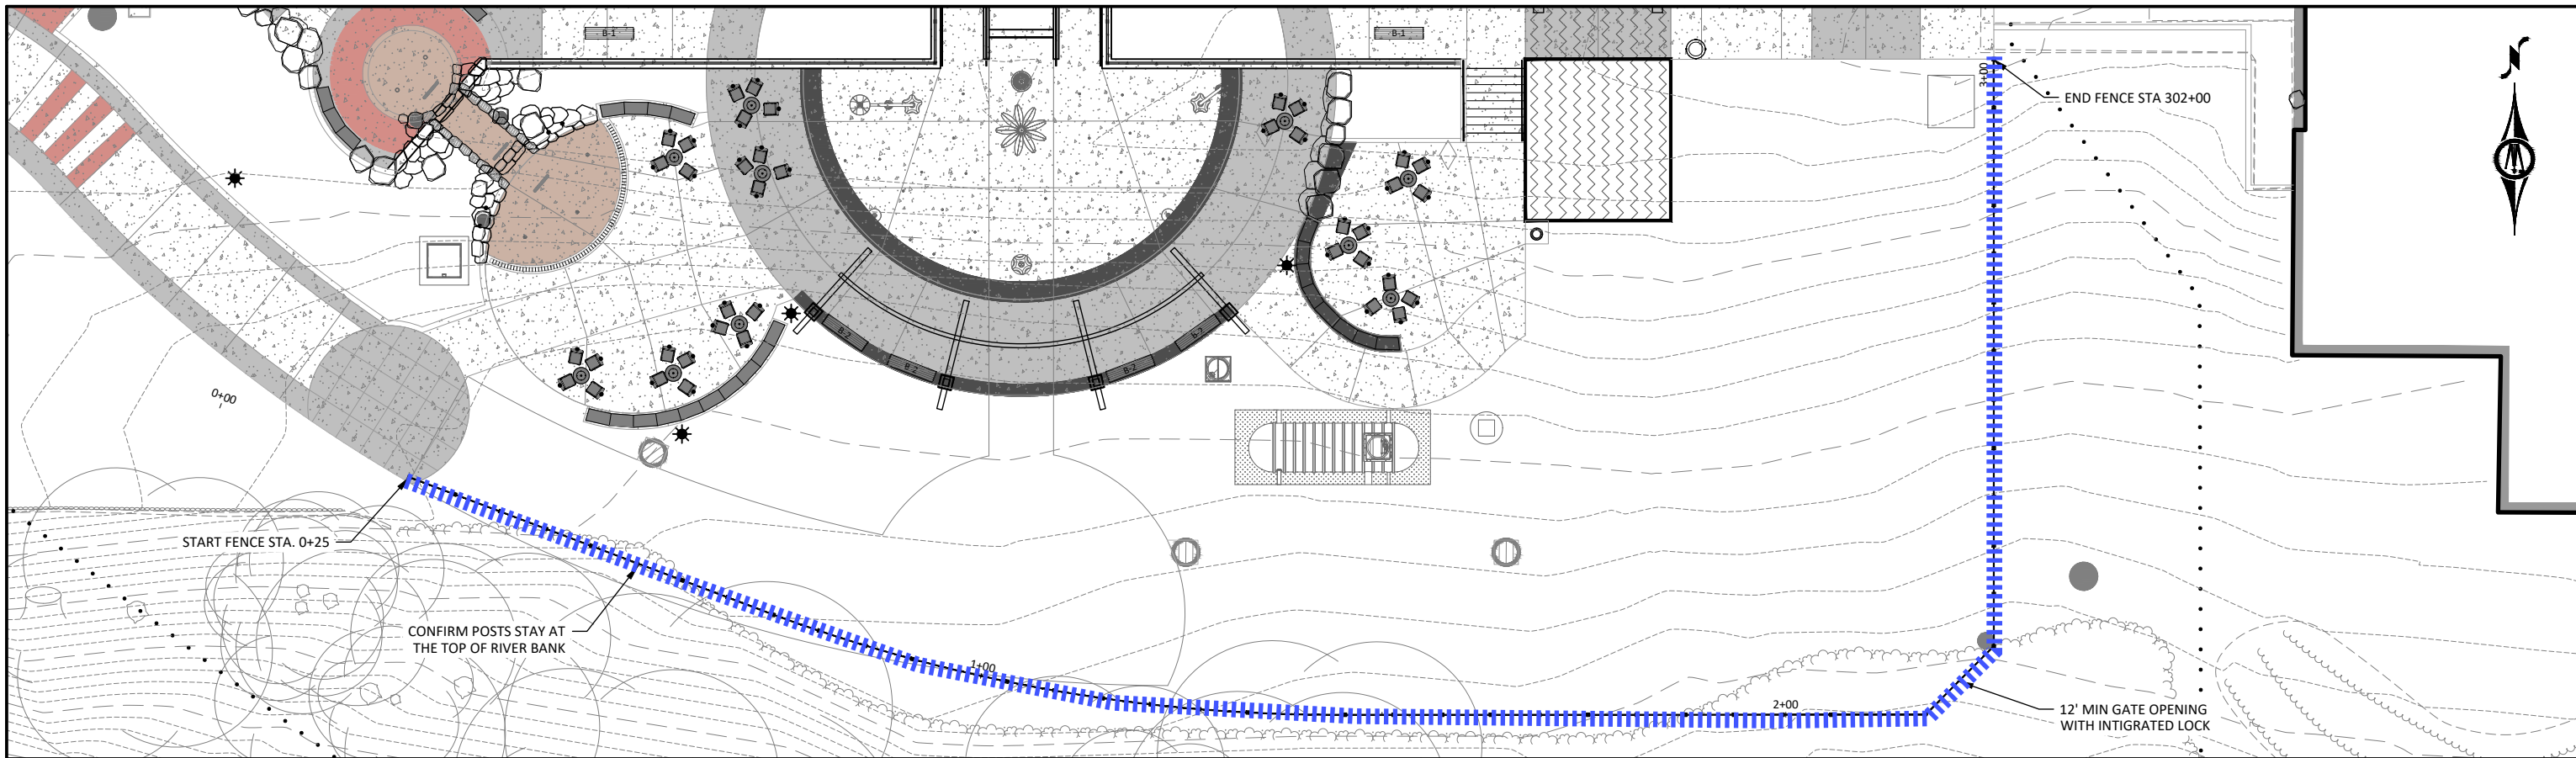 B-1
B-1
N
3+00
END FENCE STA 302+00
B-2
B-2
B-2
B-2
0+00
START FENCE STA. 0+25
CONFIRM POSTS STAY AT
THE TOP OF RIVER BANK
1+00
2+00
12' MIN GATE OPENING
WITH INTIGRATED LOCK